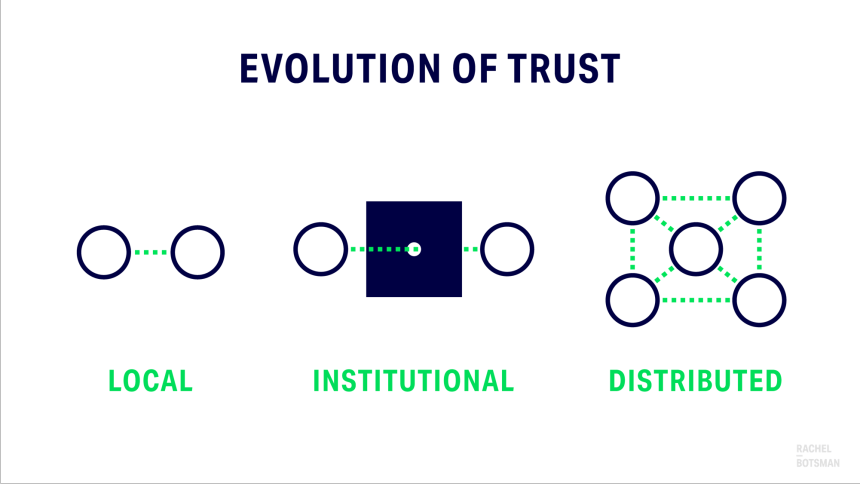 EVOLUTION OF TRUST
LOCAL
INSTITUTIONAL
DISTRIBUTED
RACHEL
BOTSMAN